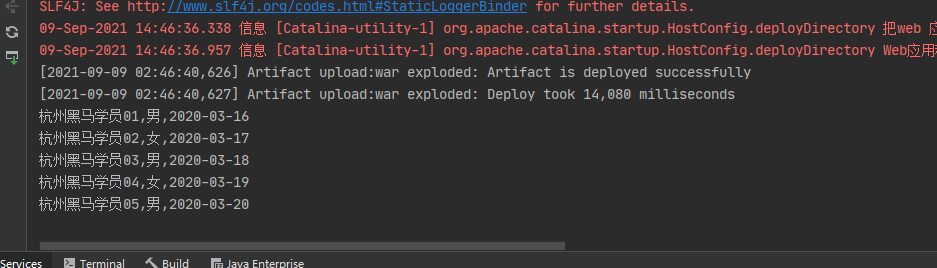 SLF4J: See http://www.slf4j.org/codes.html#StaticLoggerBinder for further details.
09-Sep-2021 14:46:36.338 信息 [Catalina-utility-1] org.apache.catalina.startup.HostConfig.deployDirectory 把web
09-Sep-2021 14:46:36.957 信息 [Catalina-utility-1] org.apache.catalina.startup.HostConfig.deployDirectory Web应用
[2021-09-09 02:46:40,626] Artifact upload:war exploded: Artifact is deployed successfully
[2021-09-09 02:46:40,627] Artifact upload:war exploded: Deploy took 14,080 milliseconds
杭州黑马学员01,男,2020-03-16
杭州黑马学员02,女,2020-03-17
杭州黑马学员03,男,2020-03-18
杭州黑马学员04,女,2020-03-19
杭州黑马学员05,男,2020-03-20
Services Terminal Build Java Enterprise